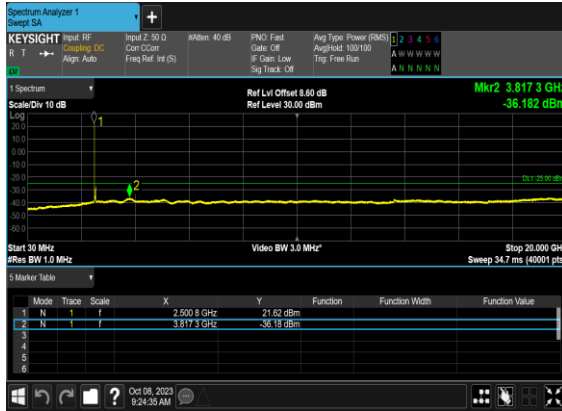 Spectrum Analyzer 1
Swept SA
+
KEYSIGHT Input: RF Input Z: 50 Ω #Atten: 40 dB PNO: Fast Avg Type: Power (RMS) 1 2 3 4 5 6
R T Coupling: DC Corr CCorr Gate: Off Avg|Hold: 100/100 A W W W W W
Align: Auto Freq Ref: Int (S) IF Gain: Low Trig: Free Run
LU Sig Track: Off A N N N N N
1 Spectrum Ref Lvl Offset 8.60 dB Mkr2 3.817 3 GHz
Scale/Div 10 dB Ref Level 30.00 dBm -36.182 dBm
Log
20.0 1
10.0
0.00
-10.0
-20.0 DL1 -25.00 dBm
-30.0 2
-40.0
-50.0
-60.0
Start 30 MHz Video BW 3.0 MHz* Stop 20.000 GHz
#Res BW 1.0 MHz Sweep 34.7 ms (40001 pts)
5 Marker Table
Mode Trace Scale X Y Function Function Width Function Value
1 N 1 f 2.500 8 GHz 21.62 dBm
2 N 1 f 3.817 3 GHz -36.18 dBm
3
4
5
6
? Oct 08, 2023
9:24:35 AM